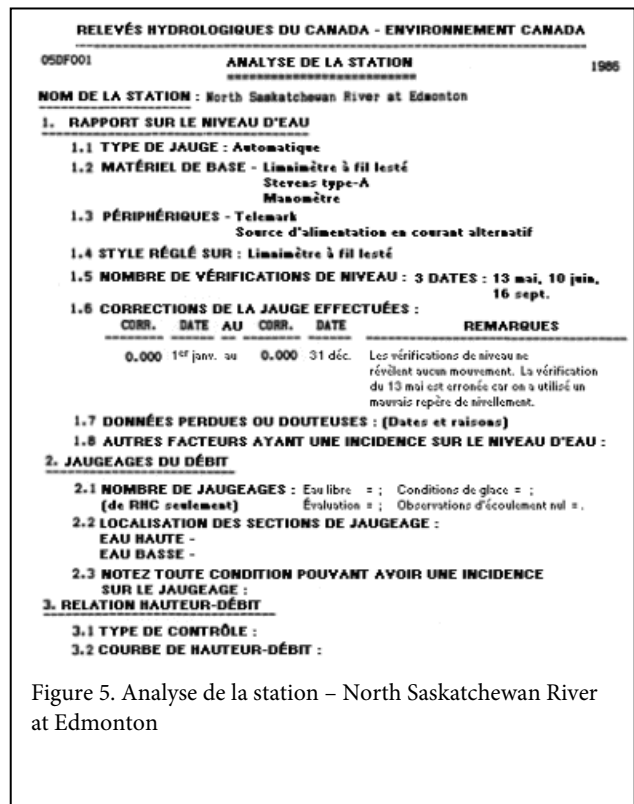 RELEVÉS HYDROLOGIQUES DU CANADA - ENVIRONNEMENT CANADA
05DF001 ANALYSE DE LA STATION 1986
NOM DE LA STATION : North Saskatchewan River at Edmonton
1. RAPPORT SUR LE NIVEAU D'EAU
1.1 TYPE DE JAUGE : Automatique
1.2 MATÉRIEL DE BASE - Limnimètre à fil lesté
Stevens type-A
Manomètre
1.3 PÉRIPHÉRIQUES - Telemark
Source d'alimentation en courant alternatif
1.4 STYLE RÉGLÉ SUR : Limnimètre à fil lesté
1.5 NOMBRE DE VÉRIFICATIONS DE NIVEAU : 3 DATES : 13 mai, 10 juin,
16 sept.
1.6 CORRECTIONS DE LA JAUGE EFFECTUÉES :
CORR. DATE AU CORR. DATE REMARQUES
0.000 1er janv. au 0.000 31 déc. Les vérifications de niveau ne
révèlent aucun mouvement. La vérification
du 13 mai est erronée car on a utilisé un
mauvais repère de nivellement.
1.7 DONNÉES PERDUES OU DOUTEUSES : (Dates et raisons)
1.8 AUTRES FACTEURS AYANT UNE INCIDENCE SUR LE NIVEAU D'EAU :
2. JAUGEAGES DU DÉBIT
2.1 NOMBRE DE JAUGEAGES : Eau libre = ; Conditions de glace = ;
(de RHC seulement) Évaluation = ; Observations d'écoulement nul = .
2.2 LOCALISATION DES SECTIONS DE JAUGEAGE :
EAU HAUTE -
EAU BASSE -
2.3 NOTEZ TOUTE CONDITION POUVANT AVOIR UNE INCIDENCE
SUR LE JAUGEAGE :
3. RELATION HAUTEUR-DÉBIT
3.1 TYPE DE CONTRÔLE :
3.2 COURBE DE HAUTEUR-DÉBIT :
Figure 5. Analyse de la station – North Saskatchewan River
at Edmonton